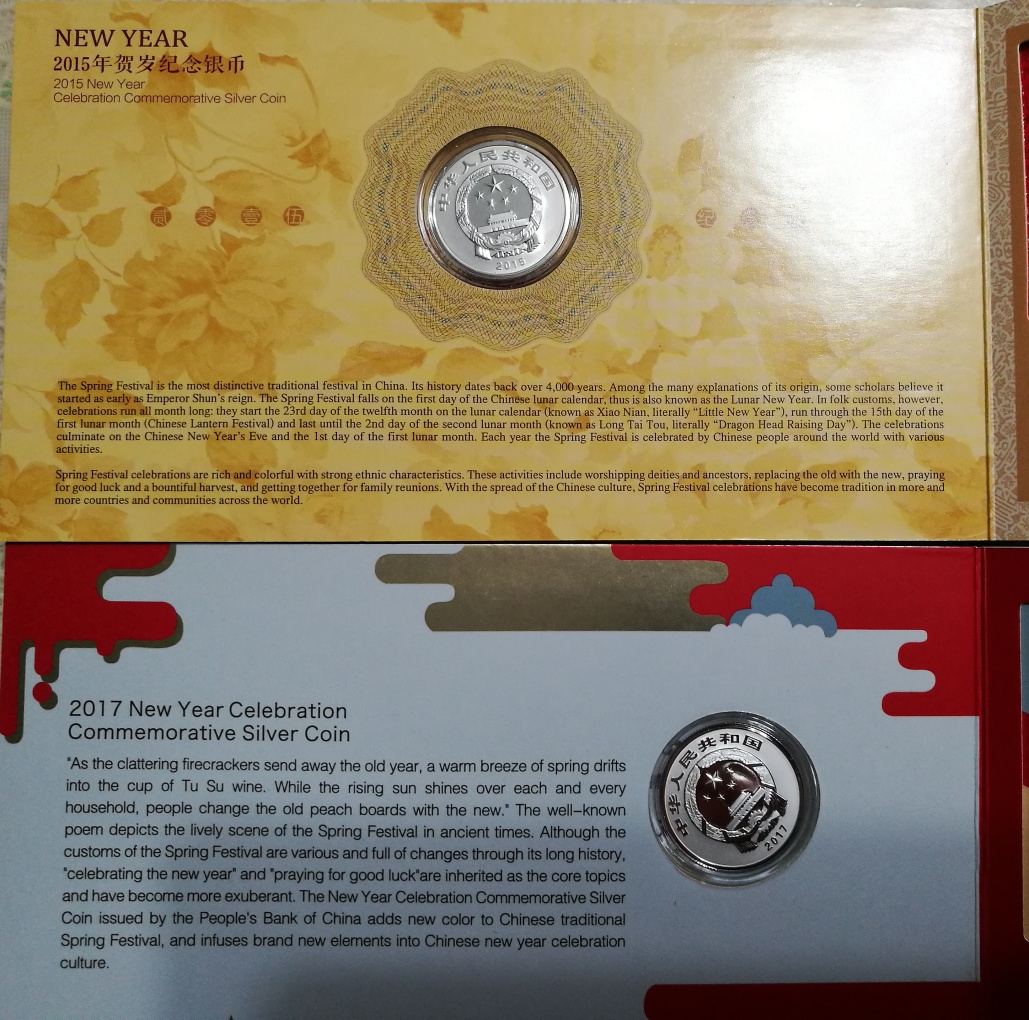 NEW YEAR
2015年贺岁纪念银币
2015 New Year
Celebration Commemorative Silver Coin
中华人民共和国
2015
贰零壹伍
纪
The Spring Festival is the most distinctive traditional festival in China. Its history dates back over 4,000 years. Among the many explanations of its origin, some scholars believe it
started as early as Emperor Shun's reign. The Spring Festival falls on the first day of the Chinese lunar calendar, thus is also known as the Lunar New Year. In folk customs, however,
celebrations run all month long: they start the 23rd day of the twelfth month on the lunar calendar (known as Xiao Nian, literally “Little New Year”), run through the 15th day of the
first lunar month (Chinese Lantern Festival) and last until the 2nd day of the second lunar month (known as Long Tai Tou, literally “Dragon Head Raising Day”). The celebrations
culminate on the Chinese New Year's Eve and the 1st day of the first lunar month. Each year the Spring Festival is celebrated by Chinese people around the world with various
activities.
Spring Festival celebrations are rich and colorful with strong ethnic characteristics. These activities include worshipping deities and ancestors, replacing the old with the new, praying
for good luck and a bountiful harvest, and getting together for family reunions. With the spread of the Chinese culture, Spring Festival celebrations have become tradition in more and
more countries and communities across the world.
2017 New Year Celebration
Commemorative Silver Coin
"As the clattering firecrackers send away the old year, a warm breeze of spring drifts
into the cup of Tu Su wine. While the rising sun shines over each and every
household, people change the old peach boards with the new." The well-known
poem depicts the lively scene of the Spring Festival in ancient times. Although the
customs of the Spring Festival are various and full of changes through its long history,
"celebrating the new year" and "praying for good luck"are inherited as the core topics
and have become more exuberant. The New Year Celebration Commemorative Silver
Coin issued by the People's Bank of China adds new color to Chinese traditional
Spring Festival, and infuses brand new elements into Chinese new year celebration
culture.
中华人民共和国
2017